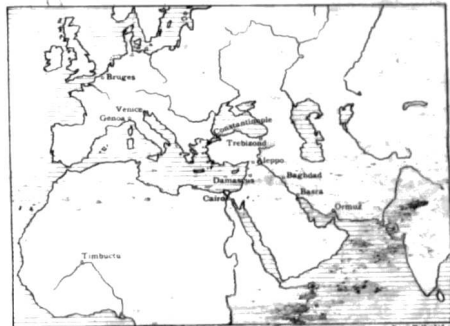 Bruges
Venice
Genoa
Constantinople
Trebizond
Aleppo
Damascus
Baghdad
Cairo
Basra
Ormuz
Timbuctu